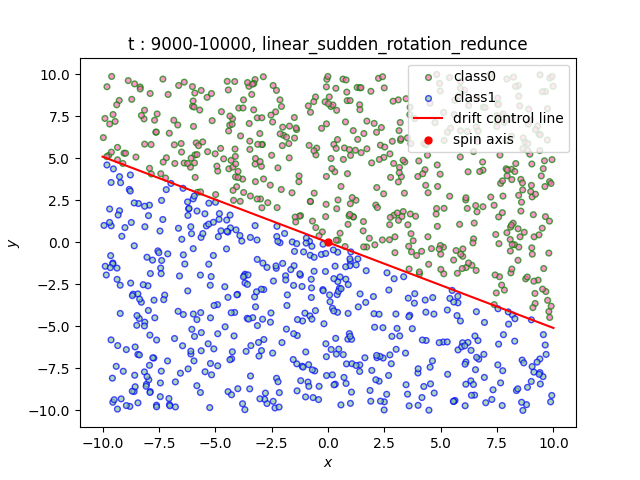 t : 9000-10000, linear_sudden_rotation_redunce
class0
class1
drift control line
spin axis
10.0
7.5
5.0
2.5
0.0
−2.5
−5.0
−7.5
−10.0
y
−10.0 −7.5 −5.0 −2.5 0.0 2.5 5.0 7.5 10.0
x